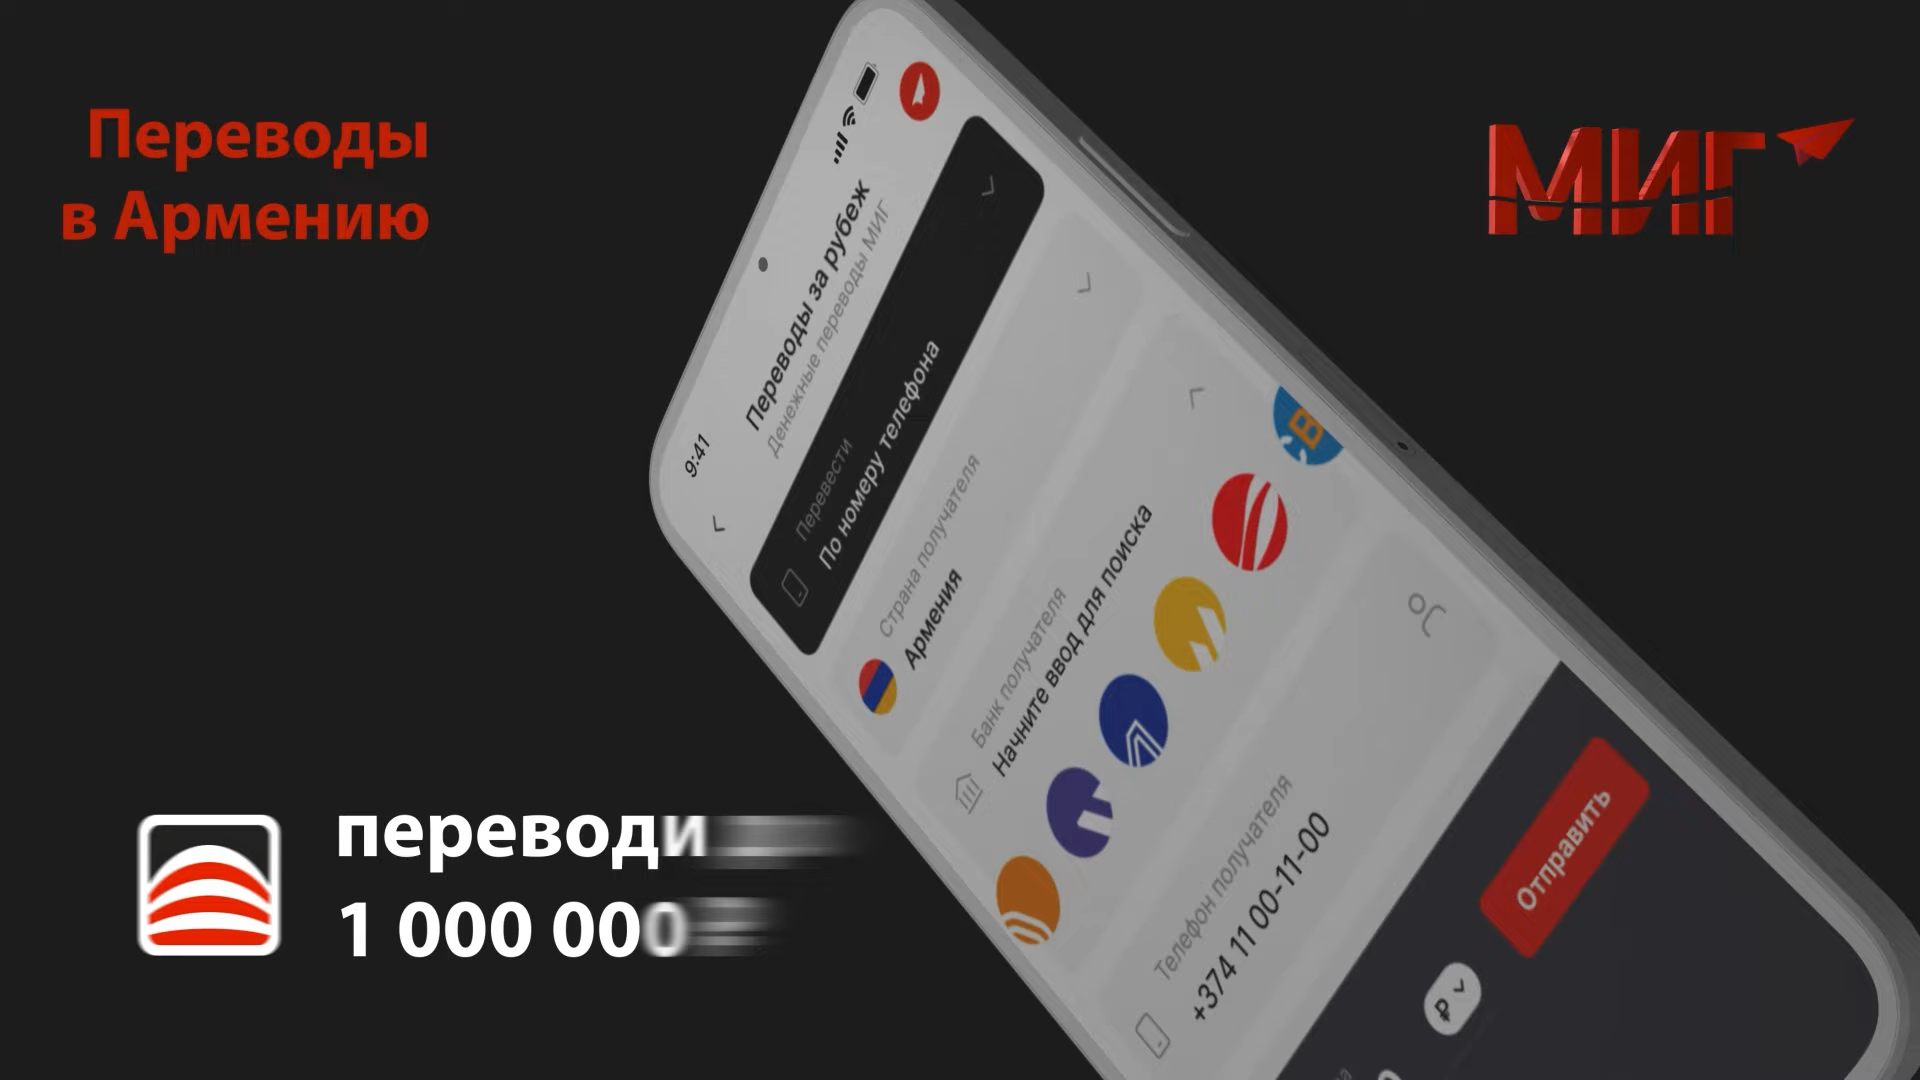 Переводы
в Армению
МИГ
9:41
Переводы за рубеж
Денежные переводы МИГ
Перевести
По номеру телефона
Страна получателя
Армения
Банк получателя
Начните ввод для поиска
B
Телефон получателя
+374 11 00-11-00
₽
Отправить
переводи
1 000 000